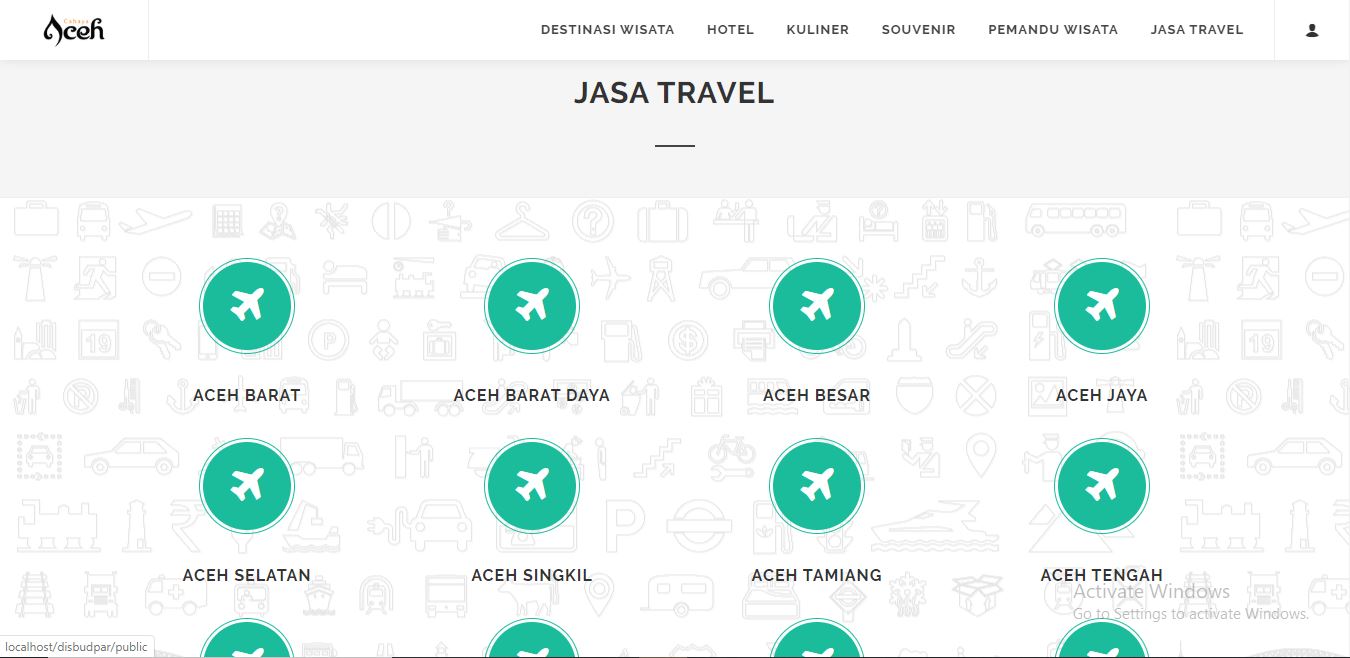 Cahaya
Aceh
DESTINASI WISATA
HOTEL
KULINER
SOUVENIR
PEMANDU WISATA
JASA TRAVEL
JASA TRAVEL
19
P
19
ACEH BARAT
ACEH BARAT DAYA
ACEH BESAR
ACEH JAYA
P
ACEH SELATAN
ACEH SINGKIL
ACEH TAMIANG
ACEH TENGAH
Activate Windows
Go to Settings to activate Windows.
localhost/disbudpar/public